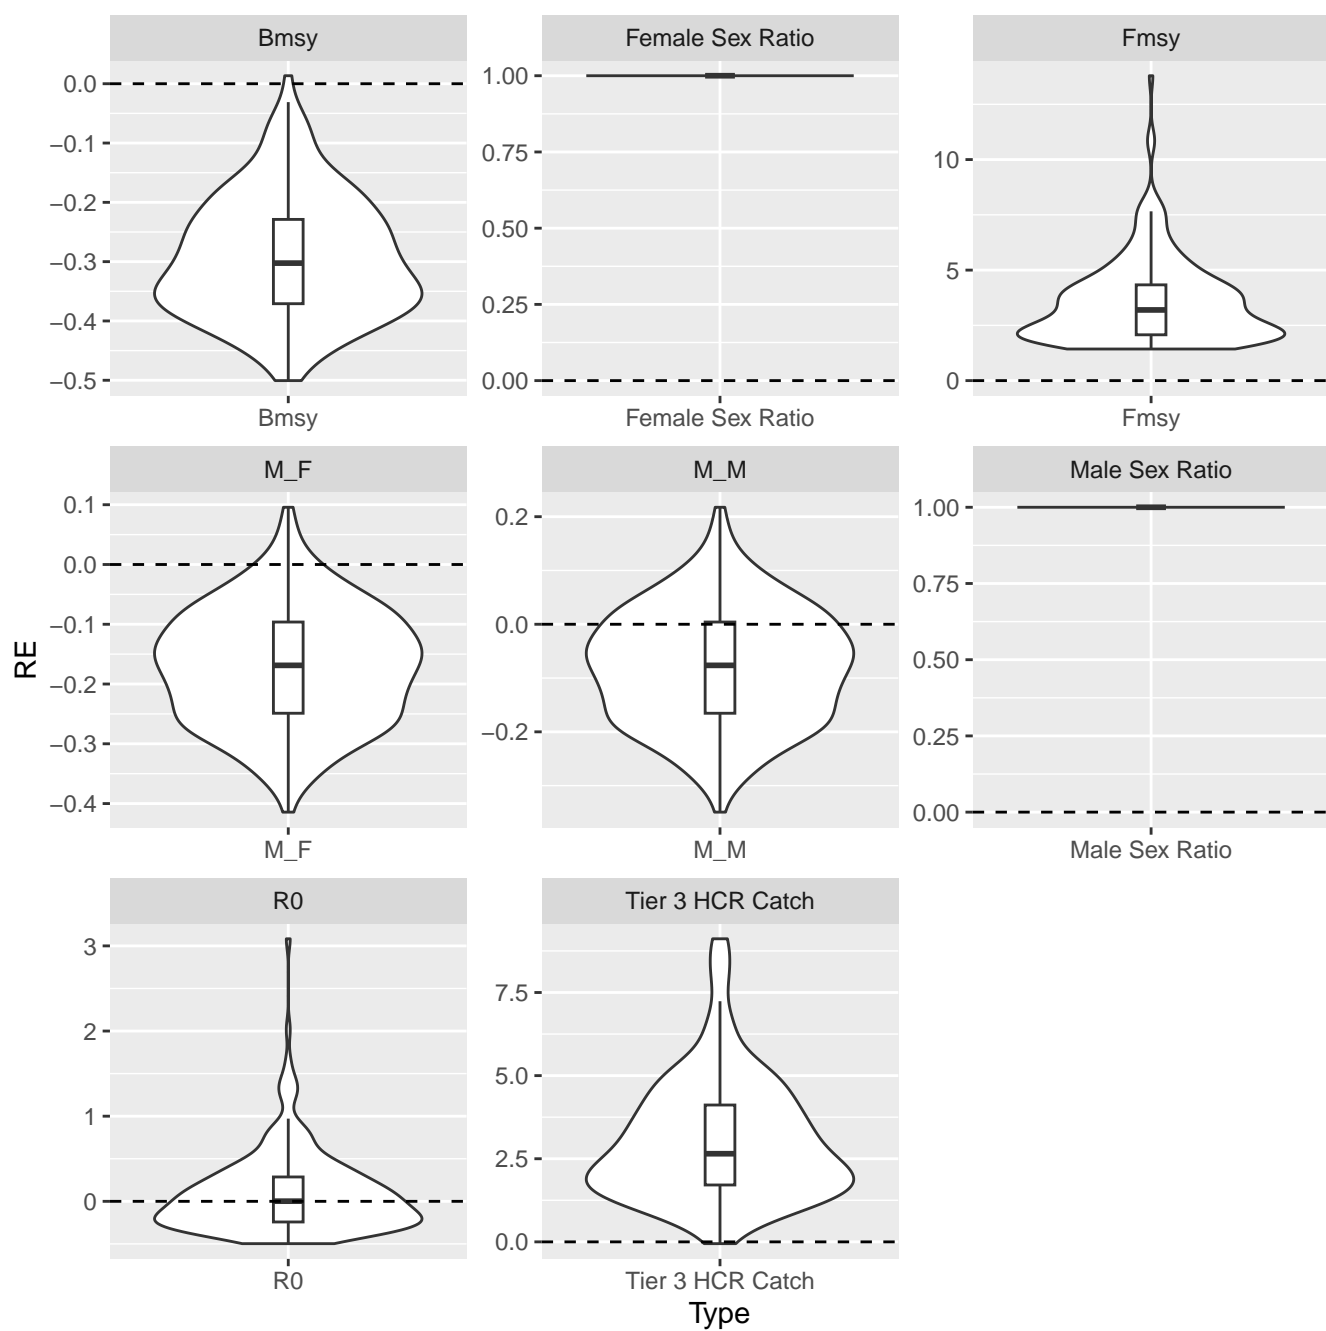 Bmsy
Female Sex Ratio
Fmsy
0.0
−0.1
−0.2
−0.3
−0.4
−0.5
1.00
0.75
0.50
0.25
0.00
10
5
0
Bmsy
Female Sex Ratio
Fmsy
M_F
M_M
Male Sex Ratio
0.1
0.0
−0.1
−0.2
−0.3
−0.4
0.2
0.0
−0.2
1.00
0.75
0.50
0.25
0.00
M_F
M_M
Male Sex Ratio
RE
R0
Tier 3 HCR Catch
3
2
1
0
7.5
5.0
2.5
0.0
R0
Tier 3 HCR Catch
Type